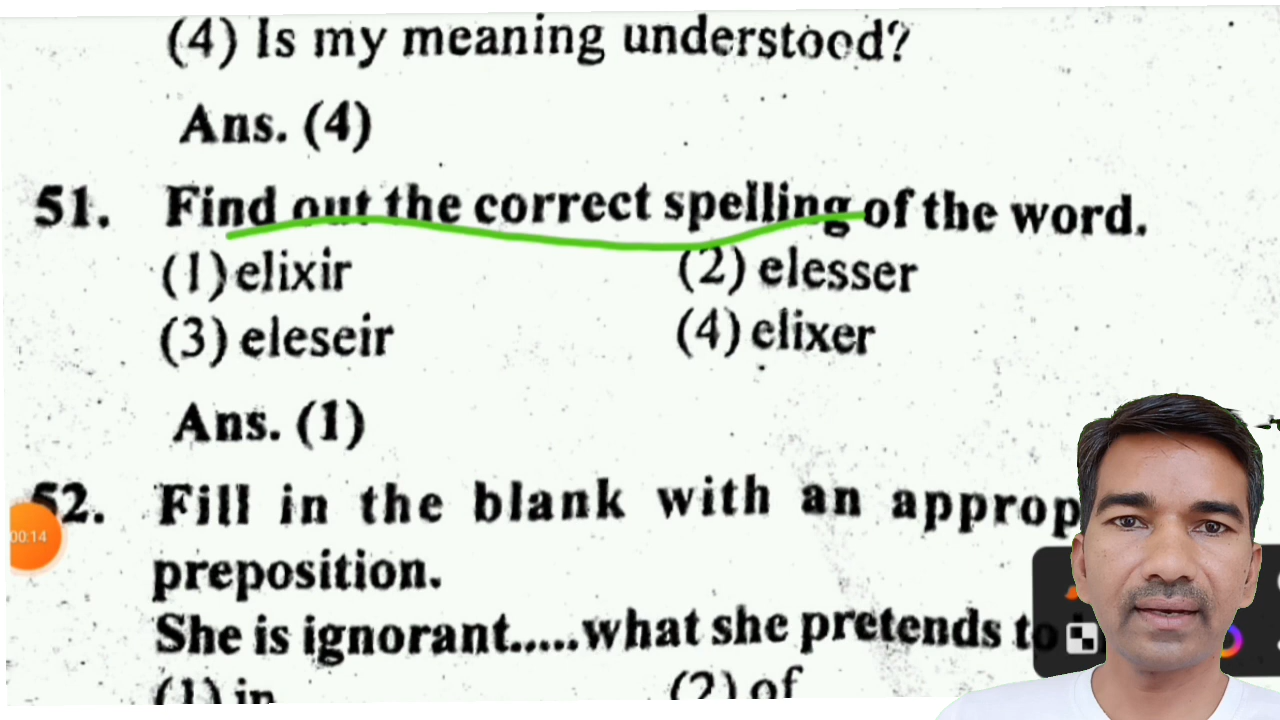 (4) Is my meaning understood?
Ans. (4)
51. Find out the correct spelling of the word.
(1) elixir (2) elesser
(3) eleseir (4) elixer
Ans. (1)
52. Fill in the blank with an
preposition.
She is ignorant.....what she pretends to
(1) in (2) of
00:14